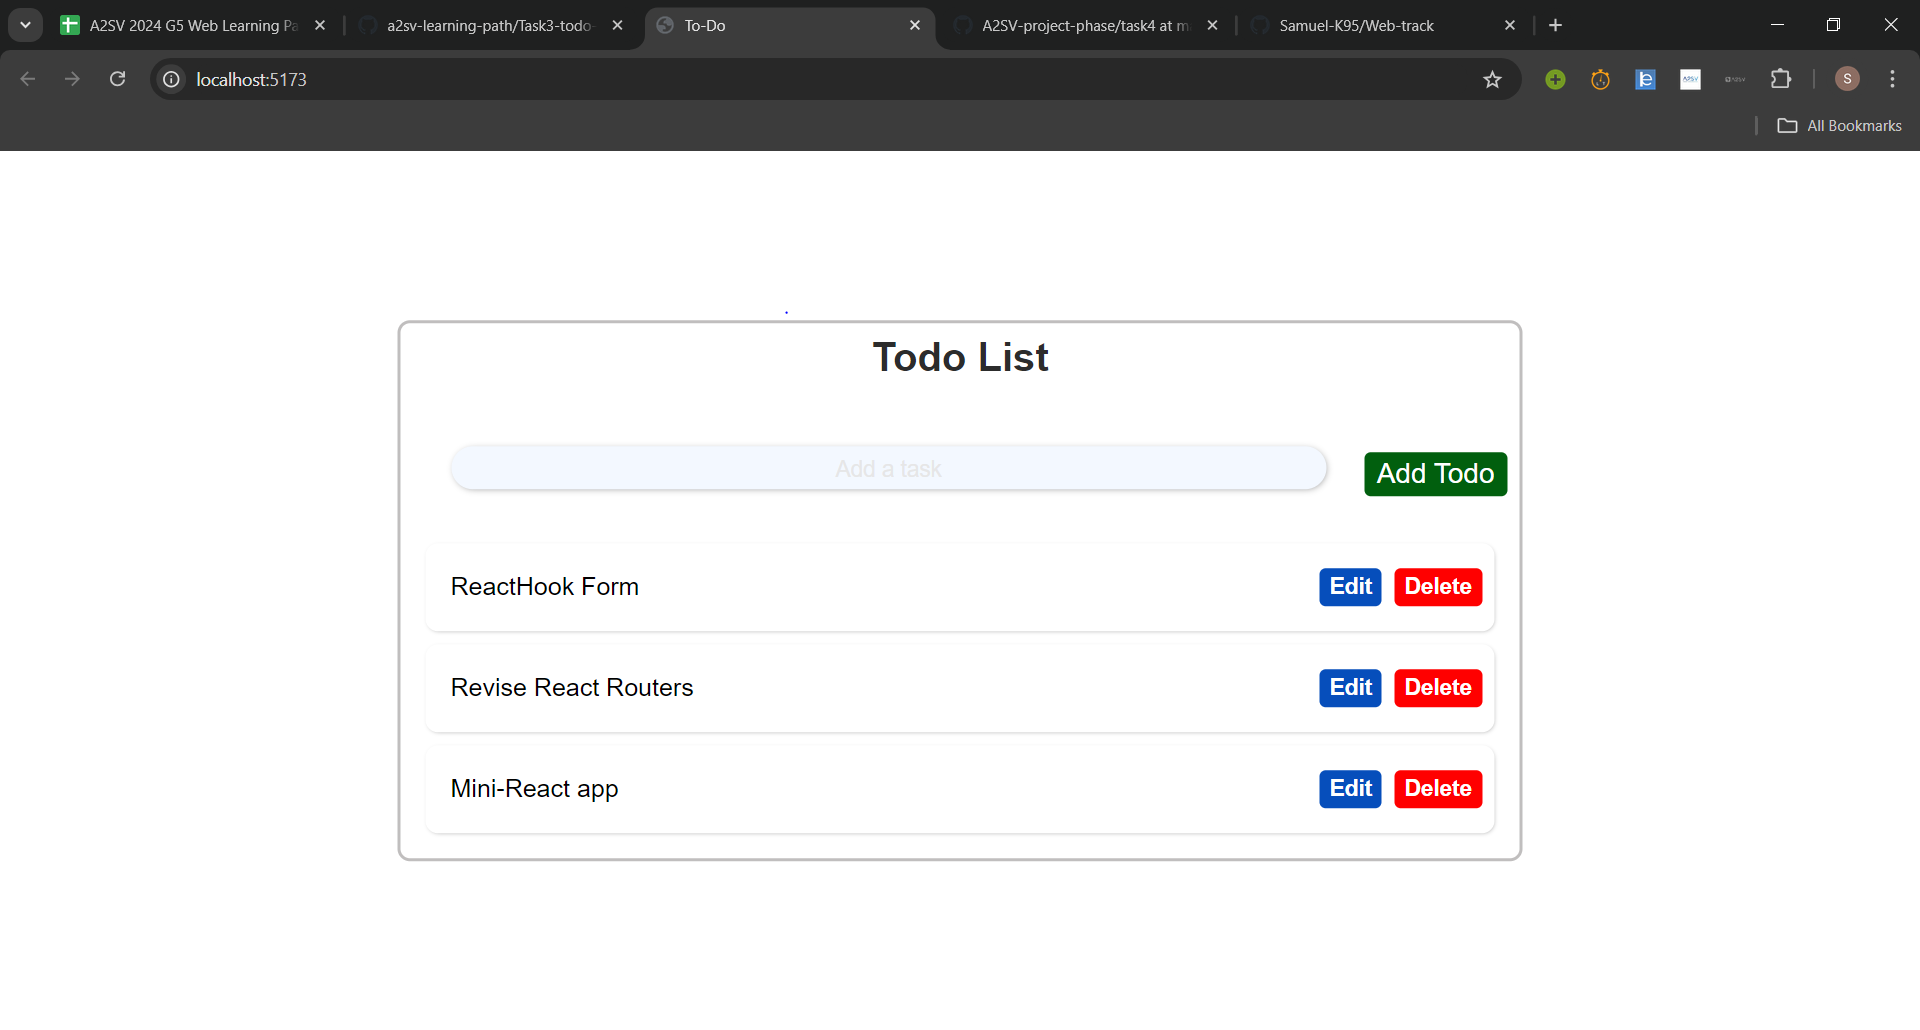 A2SV 2024 G5 Web Learning Pa
a2sv-learning-path/Task3-todo-
To-Do
A2SV-project-phase/task4 at m
Samuel-K95/Web-track
localhost:5173
S
All Bookmarks
Todo List
Add a task
Add Todo
ReactHook Form
Edit Delete
Revise React Routers
Edit Delete
Mini-React app
Edit Delete